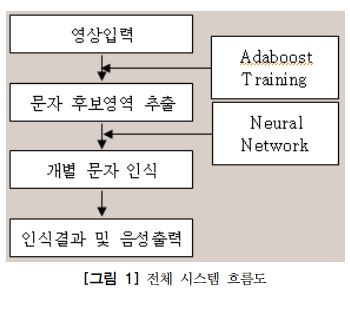 영상입력
Adaboost
Training
문자 후보영역 추출
Neural
Network
개별 문자 인식
인식결과 및 음성출력
[그림 1] 전체 시스템 흐름도